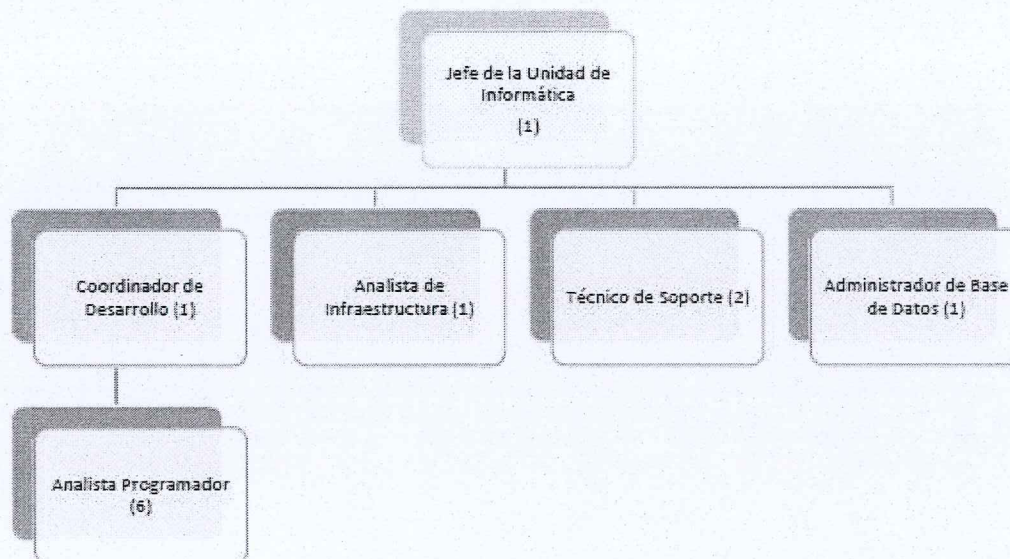 Jefe de la Unidad de
Informática
(1)
Coordinador de
Desarrollo (1)
Analista de
Infraestructura (1)
Técnico de Soporte (2)
Administrador de Base
de Datos (1)
Analista Programador
(6)